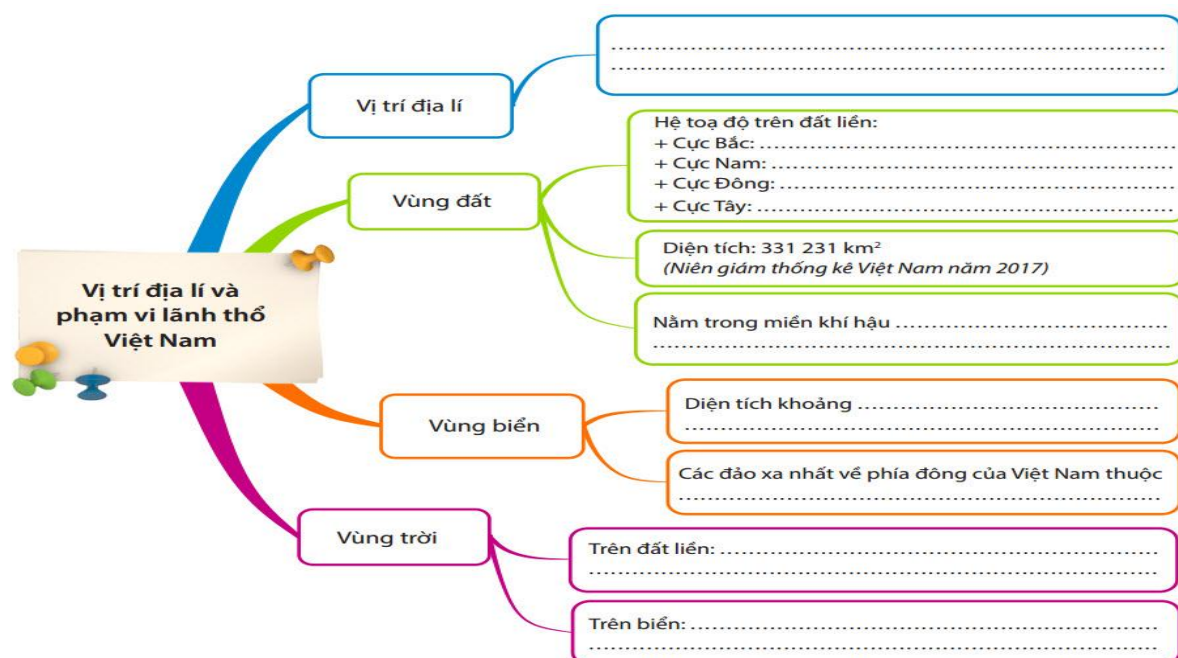 Vị trí địa lí và
phạm vi lãnh thổ
Việt Nam
Vị trí địa lí
..........................................................................................
..........................................................................................
Vùng đất
Hệ toạ độ trên đất liền:
+ Cực Bắc: ....................................................................
+ Cực Nam: ...................................................................
+ Cực Đông: ..................................................................
+ Cực Tây: .....................................................................
Diện tích: 331 231 km²
(Niên giám thống kê Việt Nam năm 2017)
Nằm trong miền khí hậu ............................................
..........................................................................................
Vùng biển
Diện tích khoảng .................................................
..............................................................................
Các đảo xa nhất về phía đông của Việt Nam thuộc
..............................................................................
Vùng trời
Trên đất liền: .......................................................................
..............................................................................................
Trên biển: ............................................................................
..............................................................................................